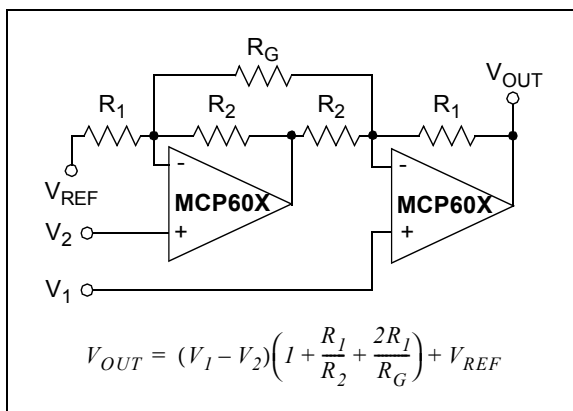 R_G
V_OUT
R_1 R_2 R_2 R_1
V_REF
- -
MCP60X MCP60X
V_2 + +
V_1
V_OUT = (V_1 – V_2)(1 + R_1/R_2 + 2R_1/R_G) + V_REF